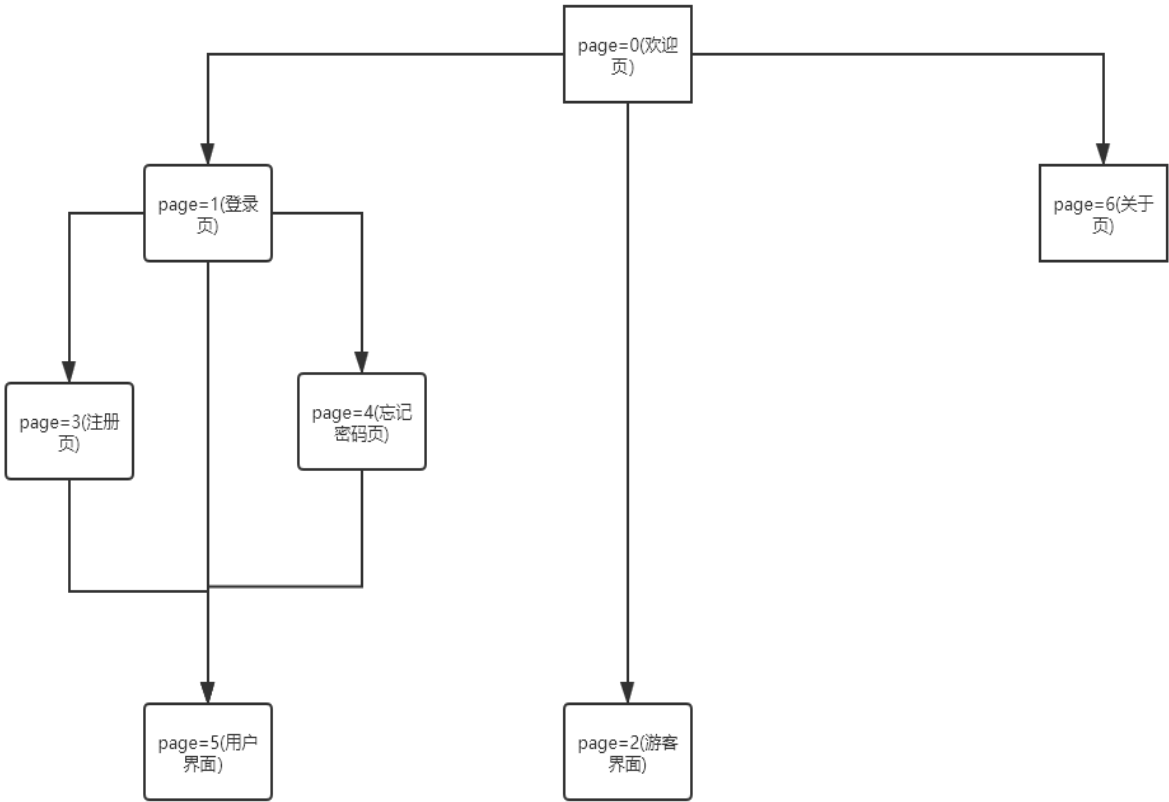 page=0(欢迎
页)
page=1(登录
页)
page=6(关于
页)
page=3(注册
页)
page=4(忘记
密码页)
page=5(用户
界面)
page=2(游客
界面)